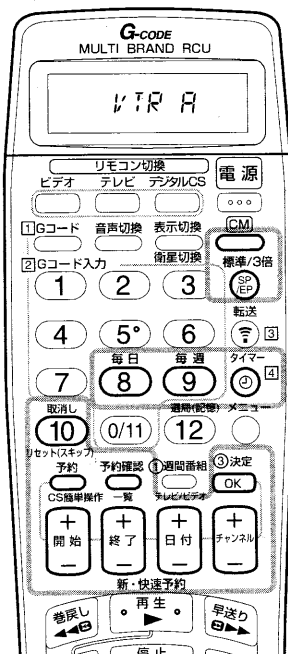 G-CODE
MULTI BRAND RCU
VTR A
リモコン切換
ビデオ テレビ デジタルCS
電源
1 Gコード 音声切換 表示切換 CM
2 Gコード入力 衛星切換 標準/3倍
1 2 3 SP/EP
転送
4 5 6 3
毎日 毎週 タイマー
7 8 9 4
取消し 選局(記憶) メニュー
10 0/11 12
リセット(スキップ)
予約 予約確認 1週間番組 3決定
OK
CS簡単操作 一覧 テレビ/ビデオ
+ + + +
開始 終了 日付 チャンネル
− − − −
新・快速予約
巻戻し 再生 早送り
停止